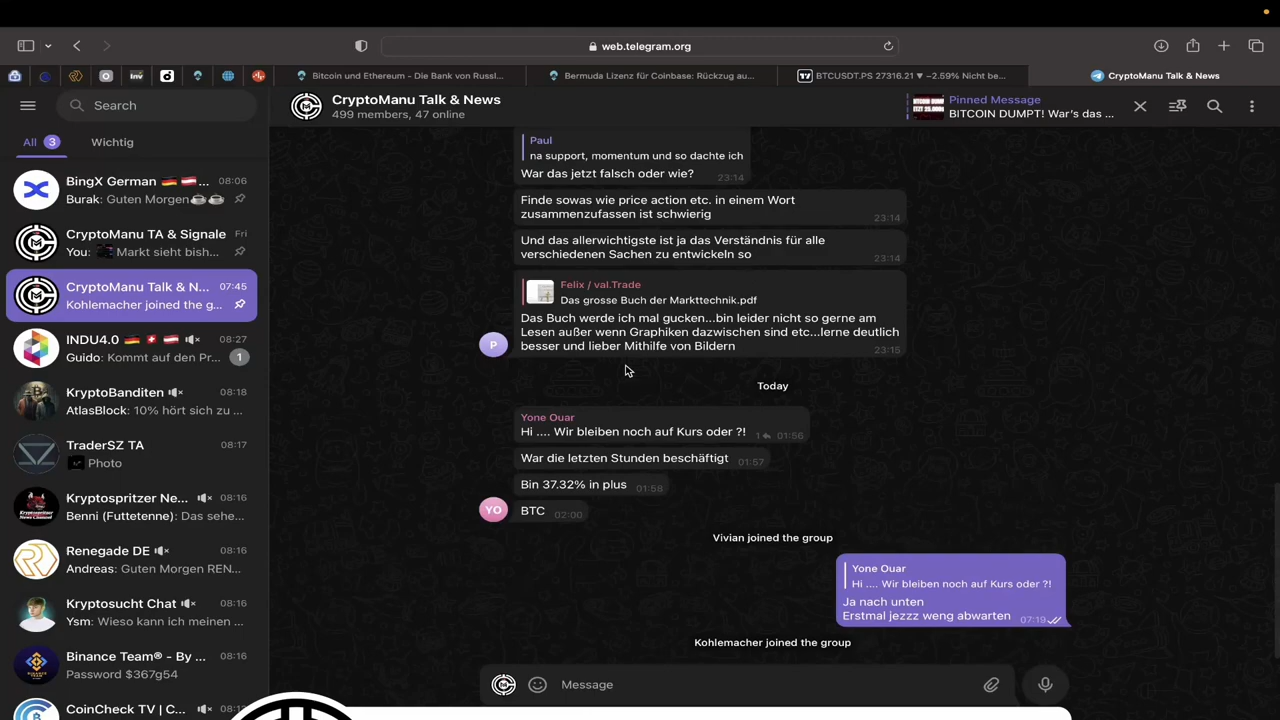 web.telegram.org
Bitcoin und Ethereum - Die Bank von Russl...
Bermuda Lizenz für Coinbase: Rückzug au...
BTCUSDT.PS 27316.21 ▼ −2.59% Nicht be...
CryptoManu Talk & News
Search
CryptoManu Talk & News
499 members, 47 online
Pinned Message
BITCOIN DUMPT! War's das ...
All 3
Wichtig
BingX German 🇩🇪 🇦🇹 ...
08:06
Burak: Guten Morgen☕☕
CryptoManu TA & Signale
Fri
You: Markt sieht bish...
CryptoManu Talk & N...
07:45
Kohlemacher joined the g...
INDU4.0 🇩🇪 🇨🇭 🇦🇹
08:27
Guido: Kommt auf den Pr...
1
KryptoBanditen
08:18
AtlasBlock: 10% hört sich zu ...
TraderSZ TA
08:17
Photo
Kryptospritzer Ne...
08:16
Benni (Futtetenne): Das sehe...
Renegade DE
08:16
Andreas: Guten Morgen REN...
Kryptosucht Chat
08:16
Ysm: Wieso kann ich meinen ...
Binance Team® - By ...
08:16
Password $367g54
CoinCheck TV | C...
Paul
na support, momentum und so dachte ich
War das jetzt falsch oder wie?
23:14
Finde sowas wie price action etc. in einem Wort
zusammenzufassen ist schwierig
23:14
Und das allerwichtigste ist ja das Verständnis für alle
verschiedenen Sachen zu entwickeln so
23:14
Felix / val.Trade
Das grosse Buch der Markttechnik.pdf
Das Buch werde ich mal gucken...bin leider nicht so gerne am
Lesen außer wenn Graphiken dazwischen sind etc...lerne deutlich
besser und lieber Mithilfe von Bildern
23:15
P
Today
Yone Ouar
Hi .... Wir bleiben noch auf Kurs oder ?!
1 01:56
War die letzten Stunden beschäftigt
01:57
Bin 37.32% in plus
01:58
YO
BTC
02:00
Vivian joined the group
Yone Ouar
Hi .... Wir bleiben noch auf Kurs oder ?!
Ja nach unten
Erstmal jezzz weng abwarten
07:19
Kohlemacher joined the group
Message